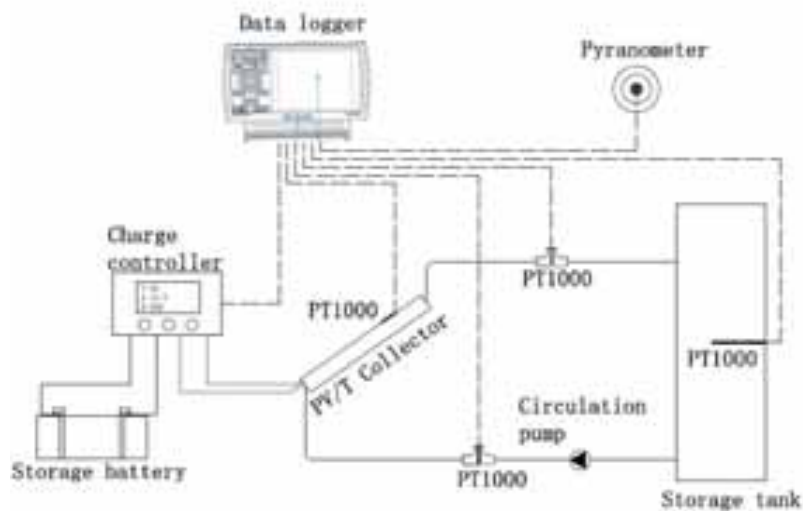 Data logger
Pyranometer
Charge
controller
PT1000
PT1000
PV/T Collector
PT1000
Circulation
pump
Storage battery
PT1000
Storage tank